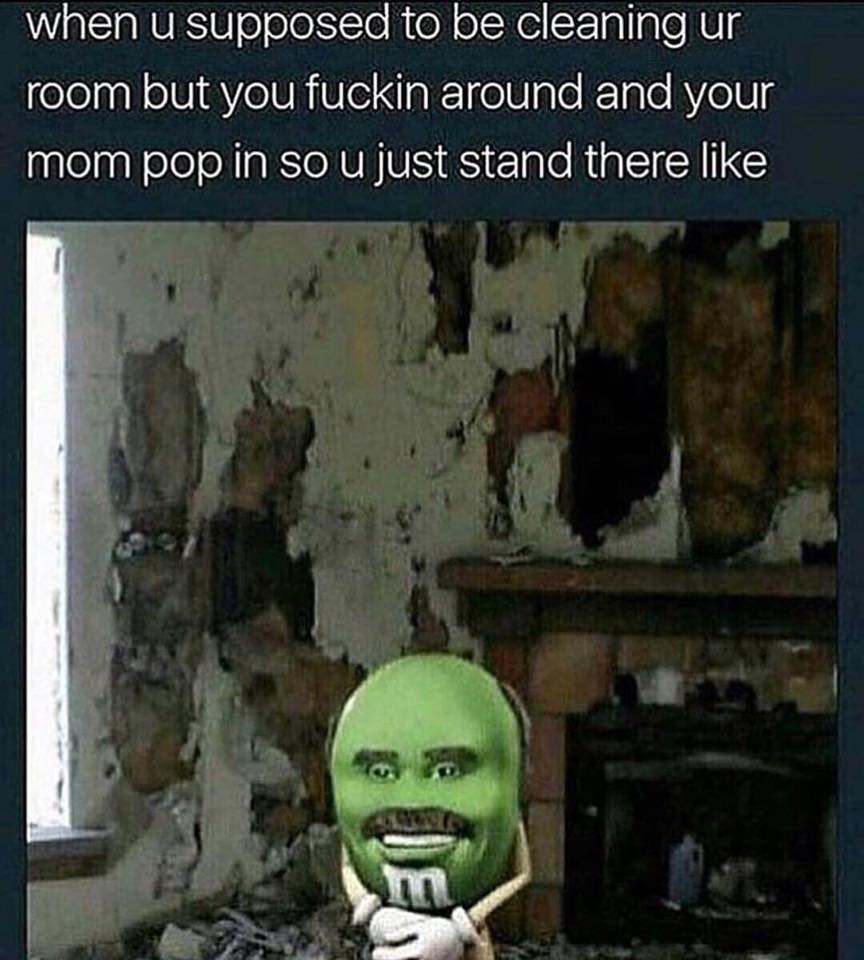 when u supposed to be cleaning ur
room but you fuckin around and your
mom pop in so u just stand there like
m